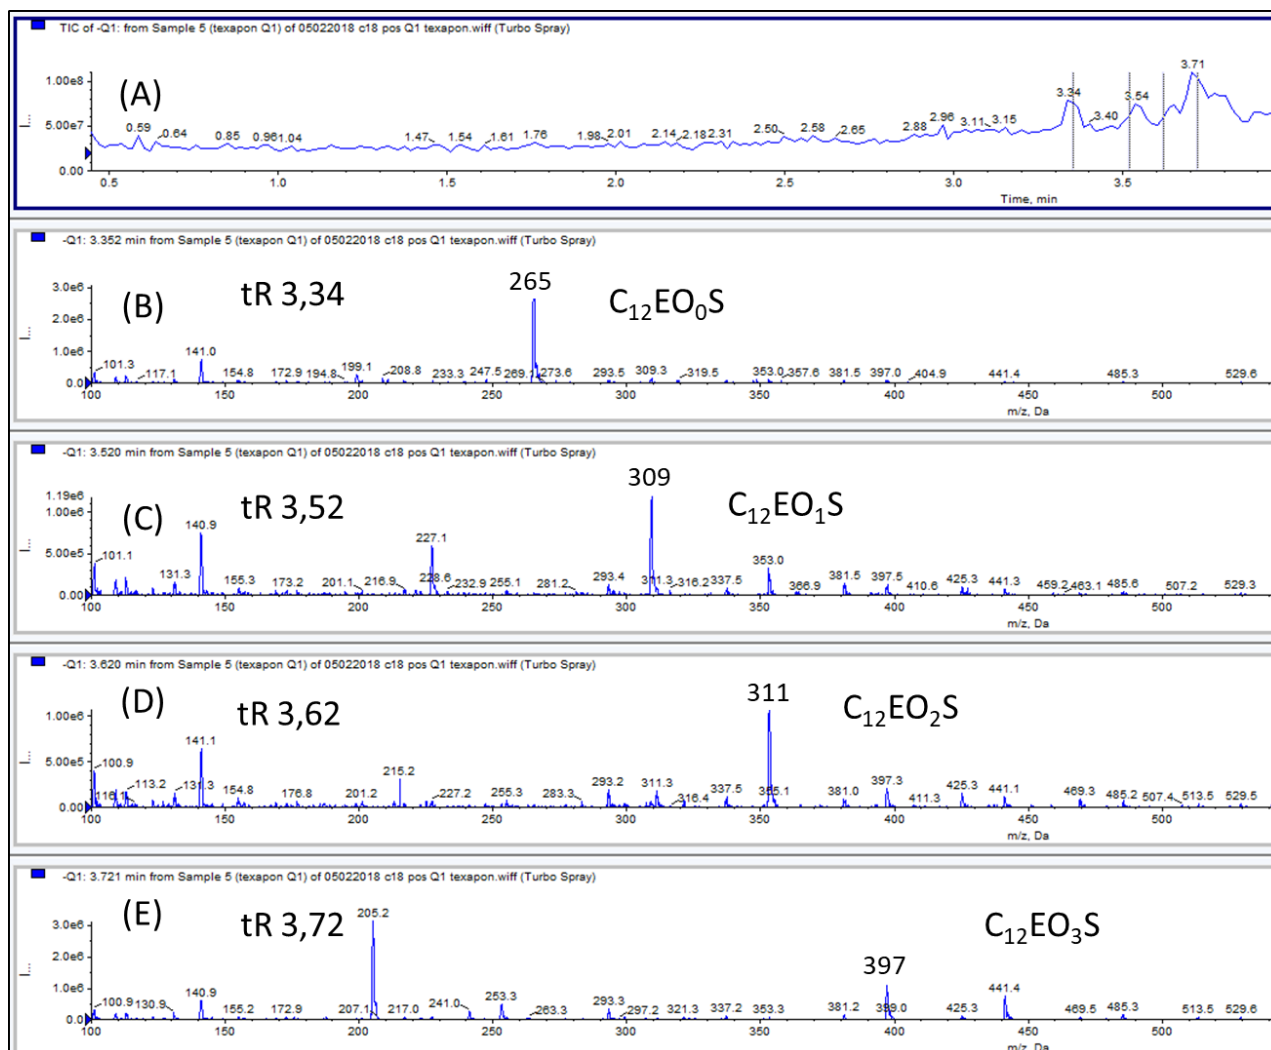 TIC of -Q1: from Sample 5 (texapon Q1) of 05022018 c18 pos Q1 texapon.wiff (Turbo Spray)
(A)
1.00e8
5.00e7
0.00
0.59 0.64 0.85 0.96 1.04 1.47 1.54 1.61 1.76 1.98 2.01 2.14 2.18 2.31 2.50 2.58 2.65 2.88 2.96 3.11 3.15 3.34 3.40 3.54 3.71
0.5 1.0 1.5 2.0 2.5 3.0 3.5
Time, min
-Q1: 3.352 min from Sample 5 (texapon Q1) of 05022018 c18 pos Q1 texapon.wiff (Turbo Spray)
(B) tR 3,34 265 C12EO0S
3.0e6
2.0e6
1.0e6
0.0
101.3 117.1 141.0 154.8 172.9 194.8 199.1 208.8 233.3 247.5 273.6 293.5 309.3 319.5 353.0 357.6 381.5 397.0 404.9 441.4 485.3 529.6
100 150 200 250 300 350 400 450 500
m/z, Da
-Q1: 3.520 min from Sample 5 (texapon Q1) of 05022018 c18 pos Q1 texapon.wiff (Turbo Spray)
(C) tR 3,52 309 C12EO1S
1.19e6
1.00e6
5.00e5
0.00
101.1 131.3 140.9 155.3 173.2 201.1 216.9 227.1 228.6 232.9 255.1 281.2 293.4 311.3 316.2 337.5 353.0 366.9 381.5 397.5 410.6 425.3 441.3 459.2 463.1 485.6 507.2 529.3
100 150 200 250 300 350 400 450 500
m/z, Da
-Q1: 3.620 min from Sample 5 (texapon Q1) of 05022018 c18 pos Q1 texapon.wiff (Turbo Spray)
(D) tR 3,62 311 C12EO2S
1.00e6
5.00e5
0.00
100.9 113.2 131.3 141.1 154.8 176.8 201.2 215.2 227.2 255.3 283.3 293.2 311.3 316.4 337.5 355.1 381.0 397.3 411.3 425.3 441.1 469.3 485.2 507.4 513.5 529.5
100 150 200 250 300 350 400 450 500
m/z, Da
-Q1: 3.721 min from Sample 5 (texapon Q1) of 05022018 c18 pos Q1 texapon.wiff (Turbo Spray)
(E) tR 3,72 397 C12EO3S
3.0e6
2.0e6
1.0e6
0.0
100.9 130.9 140.9 155.2 172.9 205.2 207.1 217.0 241.0 253.3 263.3 293.3 297.2 321.3 337.2 353.3 381.2 399.0 425.3 441.4 469.5 485.3 513.5 529.6
100 150 200 250 300 350 400 450 500
m/z, Da